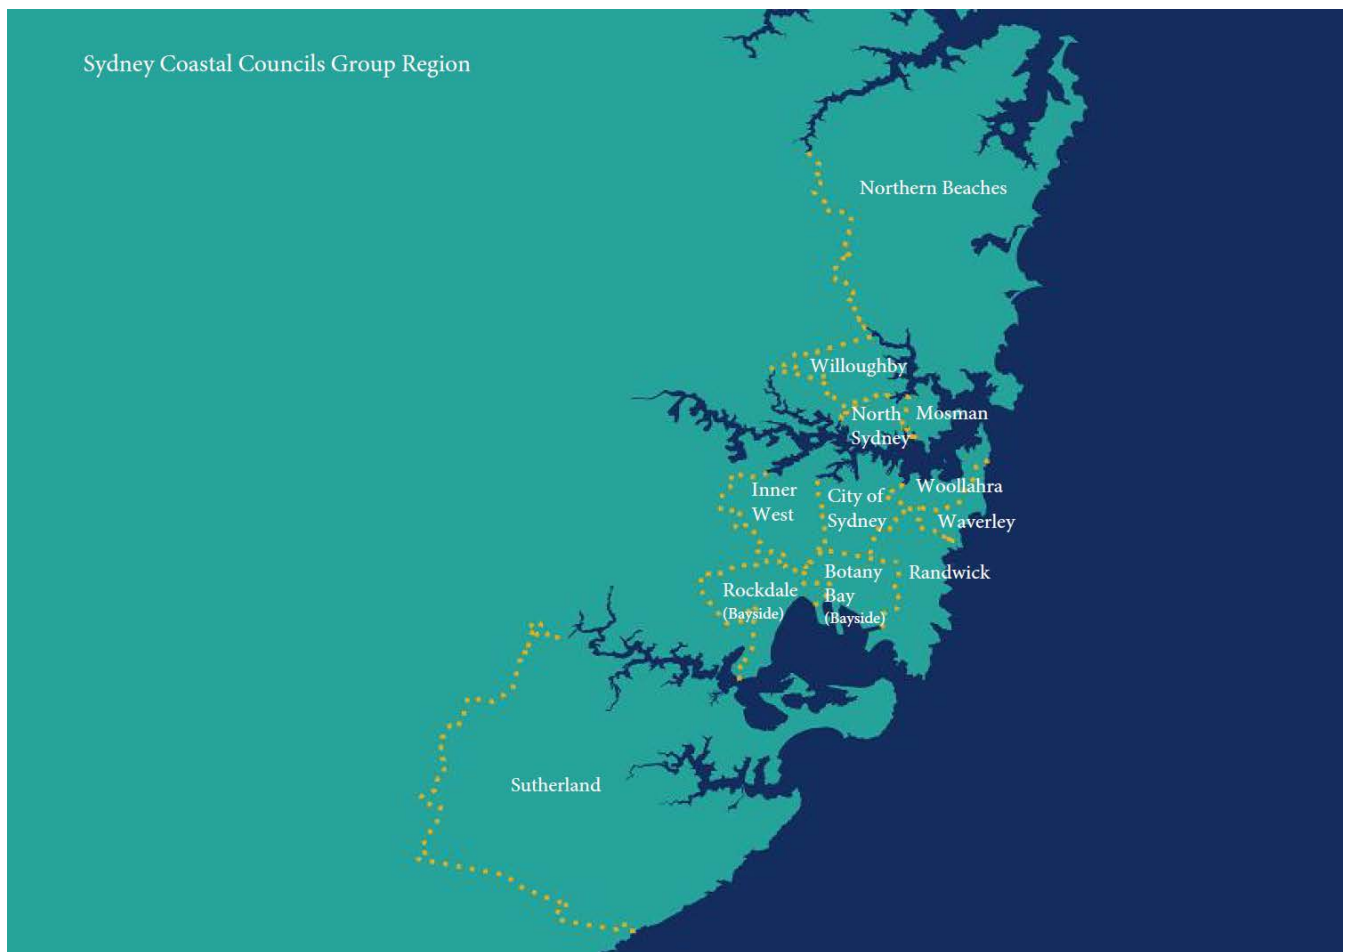 Sydney Coastal Councils Group Region
Northern Beaches
Willoughby
North
Sydney
Mosman
Inner
West
City of
Sydney
Woollahra
Waverley
Rockdale
(Bayside)
Botany
Bay
(Bayside)
Randwick
Sutherland